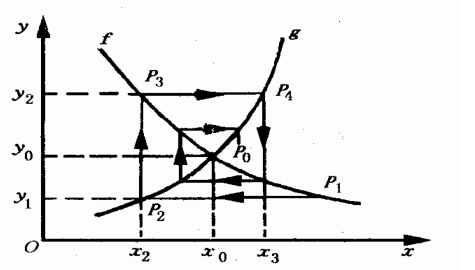 y
f
g
P₃
P₄
y₂
y₀
P₀
P₁
y₁
P₂
O
x₂
x₀
x₃
x